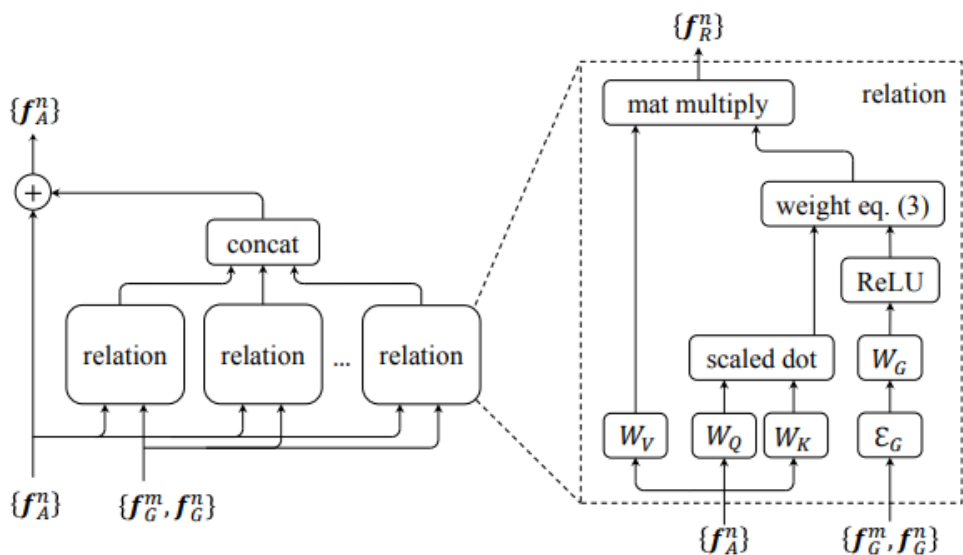 {f_A^n}
+
concat
relation
relation
...
relation
{f_A^n}
{f_G^m, f_G^n}
{f_R^n}
relation
mat multiply
weight eq. (3)
ReLU
scaled dot
W_G
W_V
W_Q
W_K
ℇ_G
{f_A^n}
{f_G^m, f_G^n}